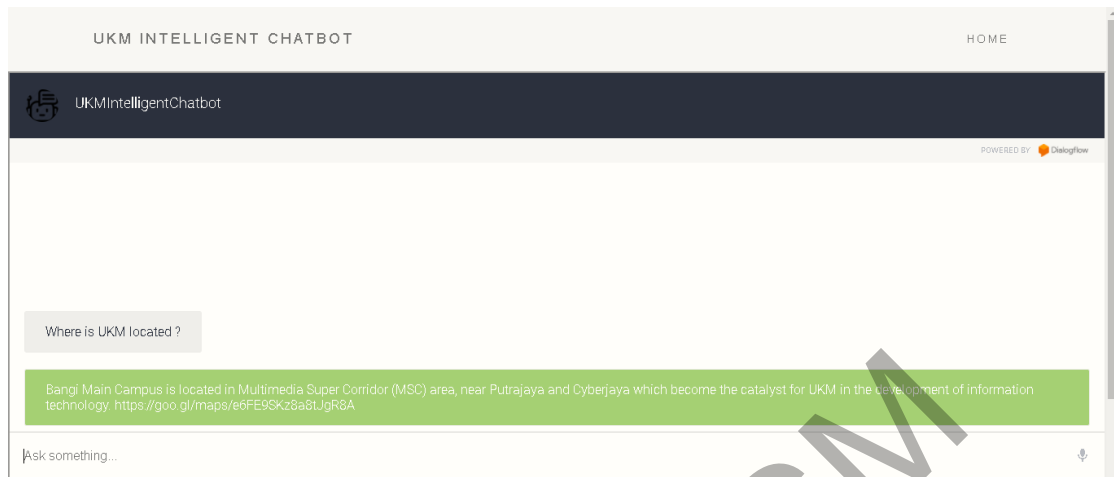 UKM INTELLIGENT CHATBOT HOME
UKMIntelligentChatbot
POWERED BY Dialogflow
Where is UKM located ?
Bangi Main Campus is located in Multimedia Super Corridor (MSC) area, near Putrajaya and Cyberjaya which become the catalyst for UKM in the development of information
technology. https://goo.gl/maps/e6FE9SKz8a8tJgR8A
Ask something...